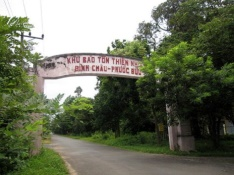 KHU BẢO TỒN THIÊN NHIÊN
BÌNH CHÂU - PHƯỚC BỬU